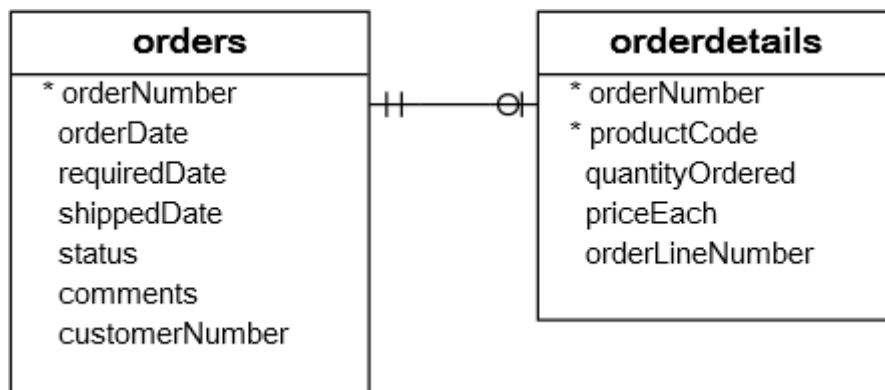 orders
* orderNumber
orderDate
requiredDate
shippedDate
status
comments
customerNumber
orderdetails
* orderNumber
* productCode
quantityOrdered
priceEach
orderLineNumber